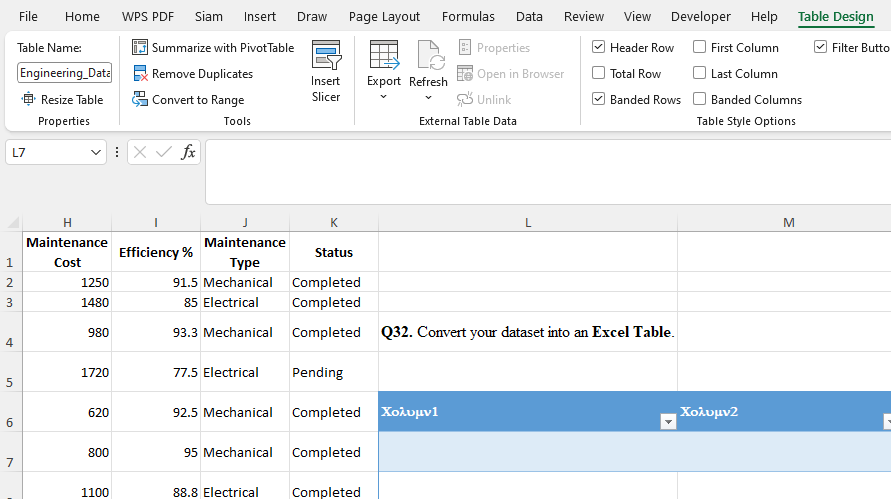 File Home WPS PDF Siam Insert Draw Page Layout Formulas Data Review View Developer Help Table Design
Table Name:
Engineering_Data
Resize Table
Properties
Summarize with PivotTable
Remove Duplicates
Convert to Range
Insert
Slicer
Tools
Export
Refresh
Properties
Open in Browser
Unlink
External Table Data
Header Row
First Column
Filter Butto
Total Row
Last Column
Banded Rows
Banded Columns
Table Style Options
L7
fx
H I J K L M
1 Maintenance Cost Efficiency % Maintenance Type Status
2 1250 91.5 Mechanical Completed
3 1480 85 Electrical Completed
4 980 93.3 Mechanical Completed Q32. Convert your dataset into an Excel Table.
5 1720 77.5 Electrical Pending
6 620 92.5 Mechanical Completed Χολυμν1 Χολυμν2
7 800 95 Mechanical Completed
1100 88.8 Electrical Completed